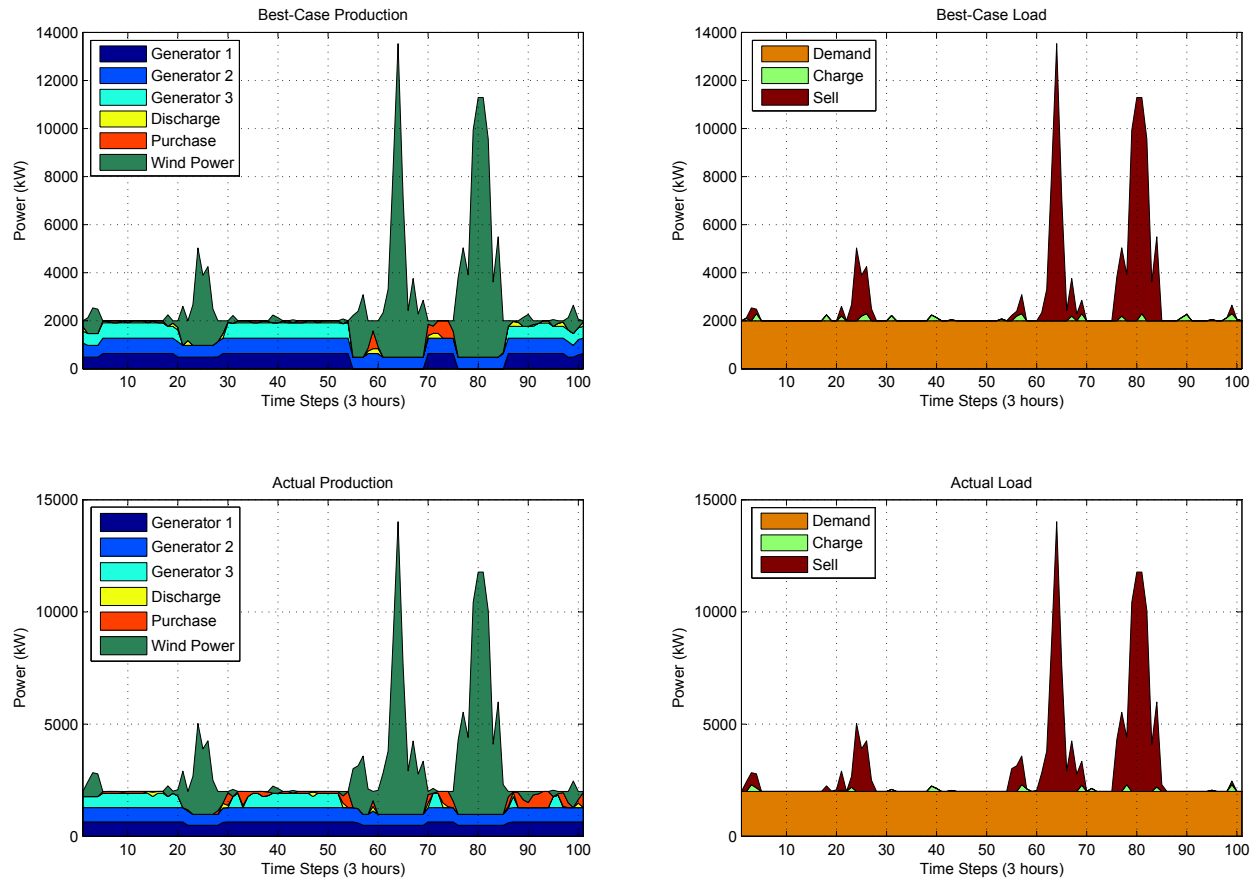 Best-Case Production
14000
12000
10000
8000
6000
4000
2000
0
Power (kW)
Generator 1
Generator 2
Generator 3
Discharge
Purchase
Wind Power
10 20 30 40 50 60 70 80 90 100
Time Steps (3 hours)
Best-Case Load
14000
12000
10000
8000
6000
4000
2000
0
Power (kW)
Demand
Charge
Sell
10 20 30 40 50 60 70 80 90 100
Time Steps (3 hours)
Actual Production
15000
10000
5000
0
Power (kW)
Generator 1
Generator 2
Generator 3
Discharge
Purchase
Wind Power
10 20 30 40 50 60 70 80 90 100
Time Steps (3 hours)
Actual Load
15000
10000
5000
0
Power (kW)
Demand
Charge
Sell
10 20 30 40 50 60 70 80 90 100
Time Steps (3 hours)